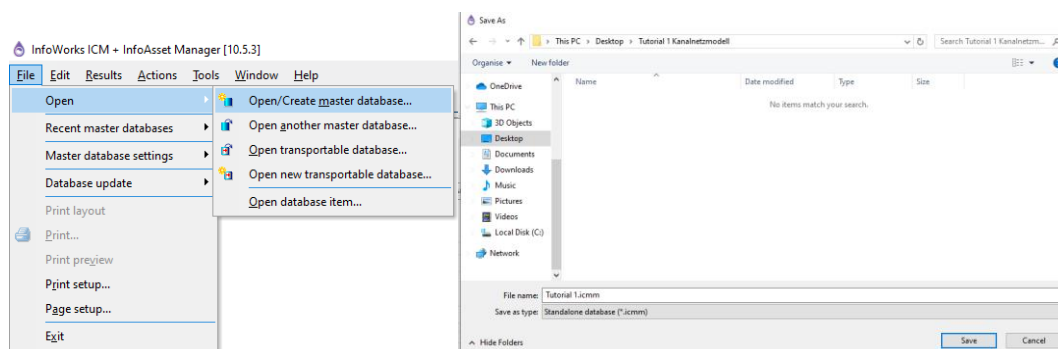 InfoWorks ICM + InfoAsset Manager [10.5.3]
File Edit Results Actions Tools Window Help
Open
Recent master databases
Master database settings
Database update
Print layout
Print...
Print preview
Print setup...
Page setup...
Exit
Open/Create master database...
Open another master database...
Open transportable database...
Open new transportable database...
Open database item...
Save As
This PC > Desktop > Tutorial 1 Kanalnetzmodell
Search Tutorial 1 Kanalnetzm...
Organise New folder
OneDrive
This PC
3D Objects
Desktop
Documents
Downloads
Music
Pictures
Videos
Local Disk (C:)
Network
Name Date modified Type Size
No items match your search.
File name: Tutorial 1.icmm
Save as type: Standalone database (*.icmm)
Hide Folders Save Cancel